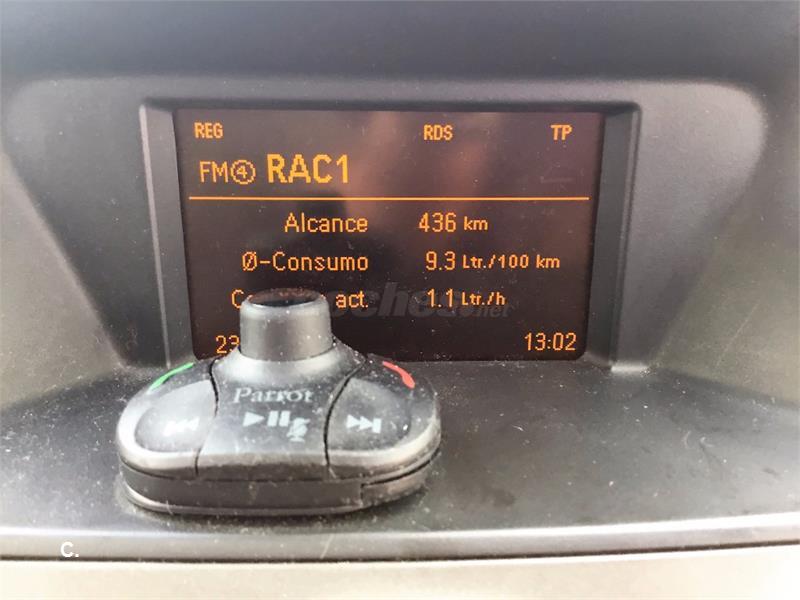 REG RDS TP
FM④ RAC1
Alcance 436 km
Ø-Consumo 9.3 Ltr./100 km
act. 1.1 Ltr./h
23 13:02
Parrot
C.